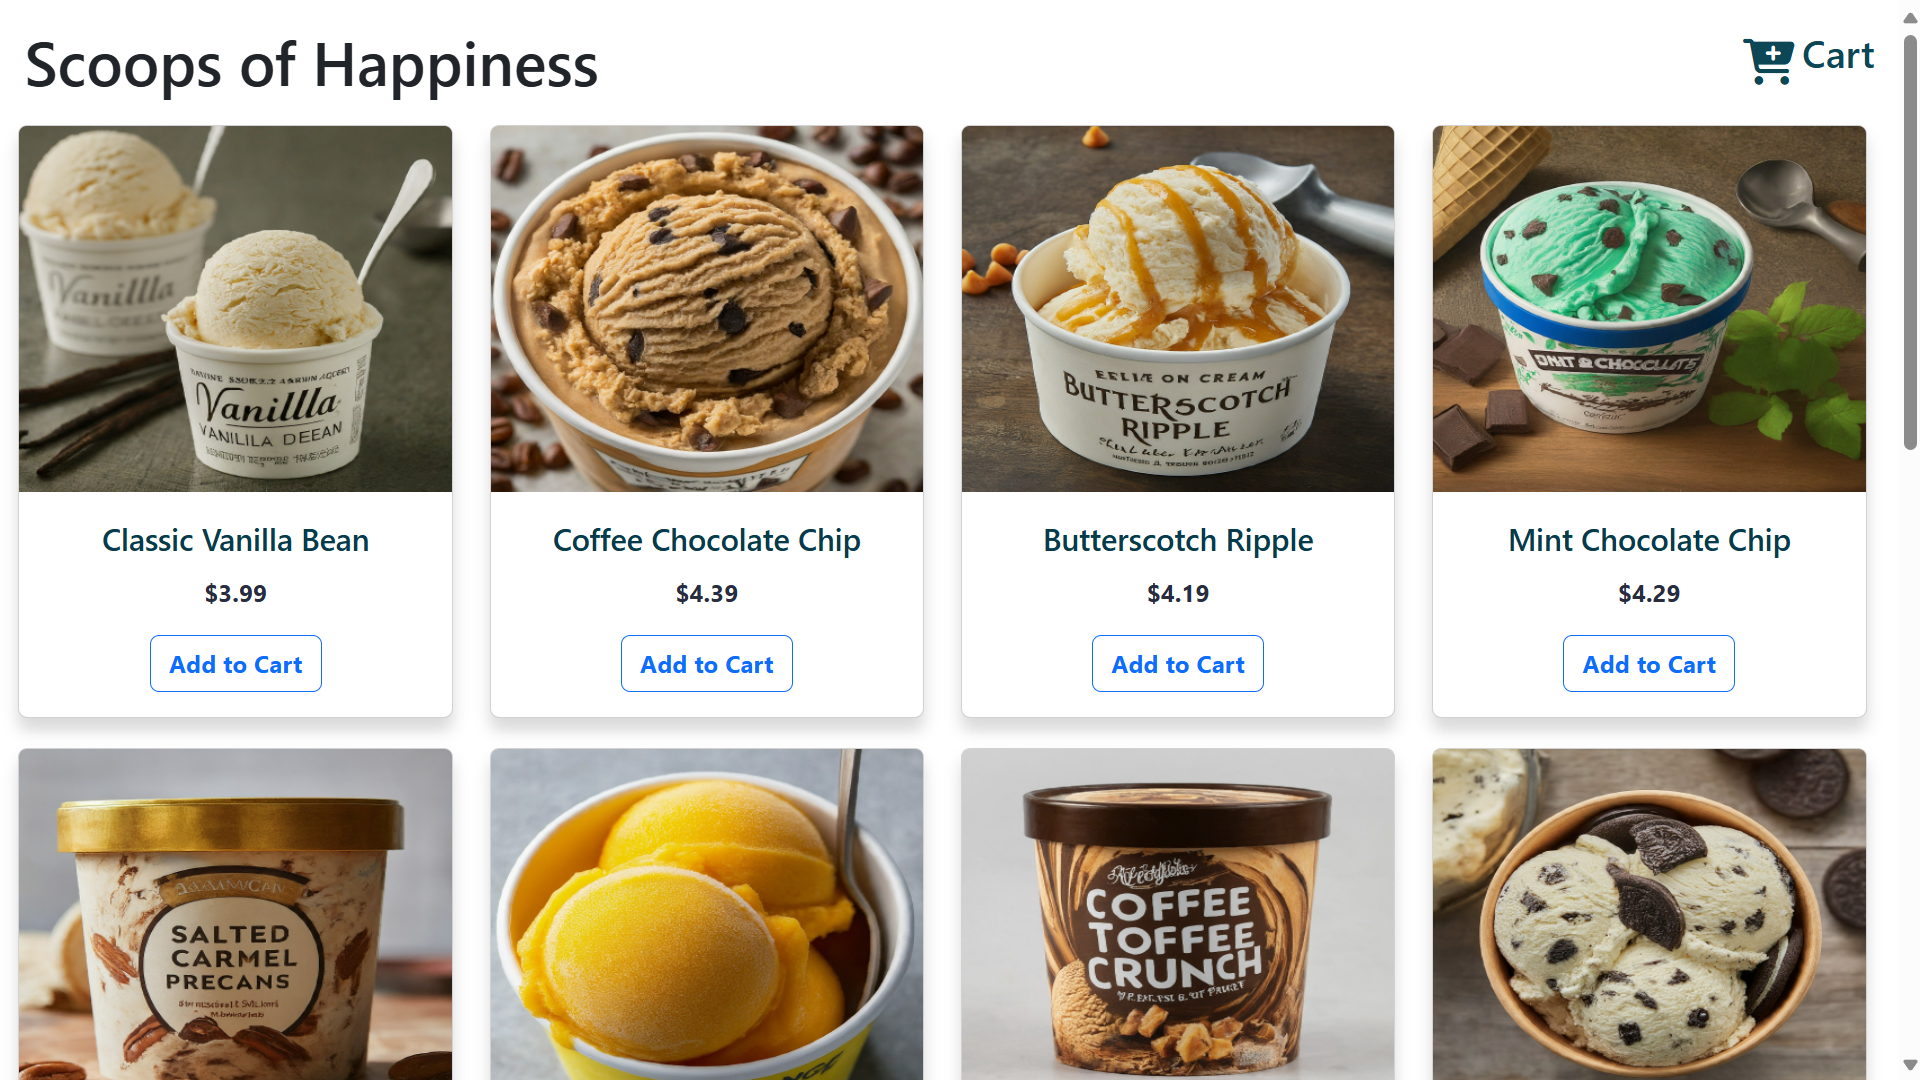 Scoops of Happiness
Cart
Vanillla
Vanillla
VANILILA DEEAN
EELIE ON CREAM
BUTTERSCOTCH
RIPPLE
Classic Vanilla Bean
Coffee Chocolate Chip
Butterscotch Ripple
Mint Chocolate Chip
$3.99
$4.39
$4.19
$4.29
Add to Cart
Add to Cart
Add to Cart
Add to Cart
SALTED
CARMEL
PRECANS
COFFEE
TOFFEE
CRUNCH